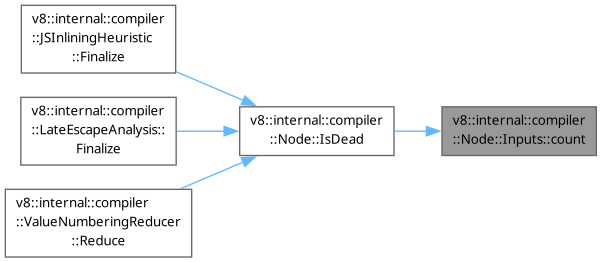 v8::internal::compiler
::JSInliningHeuristic
::Finalize
v8::internal::compiler
::LateEscapeAnalysis::
Finalize
v8::internal::compiler
::ValueNumberingReducer
::Reduce
v8::internal::compiler
::Node::IsDead
v8::internal::compiler
::Node::Inputs::count